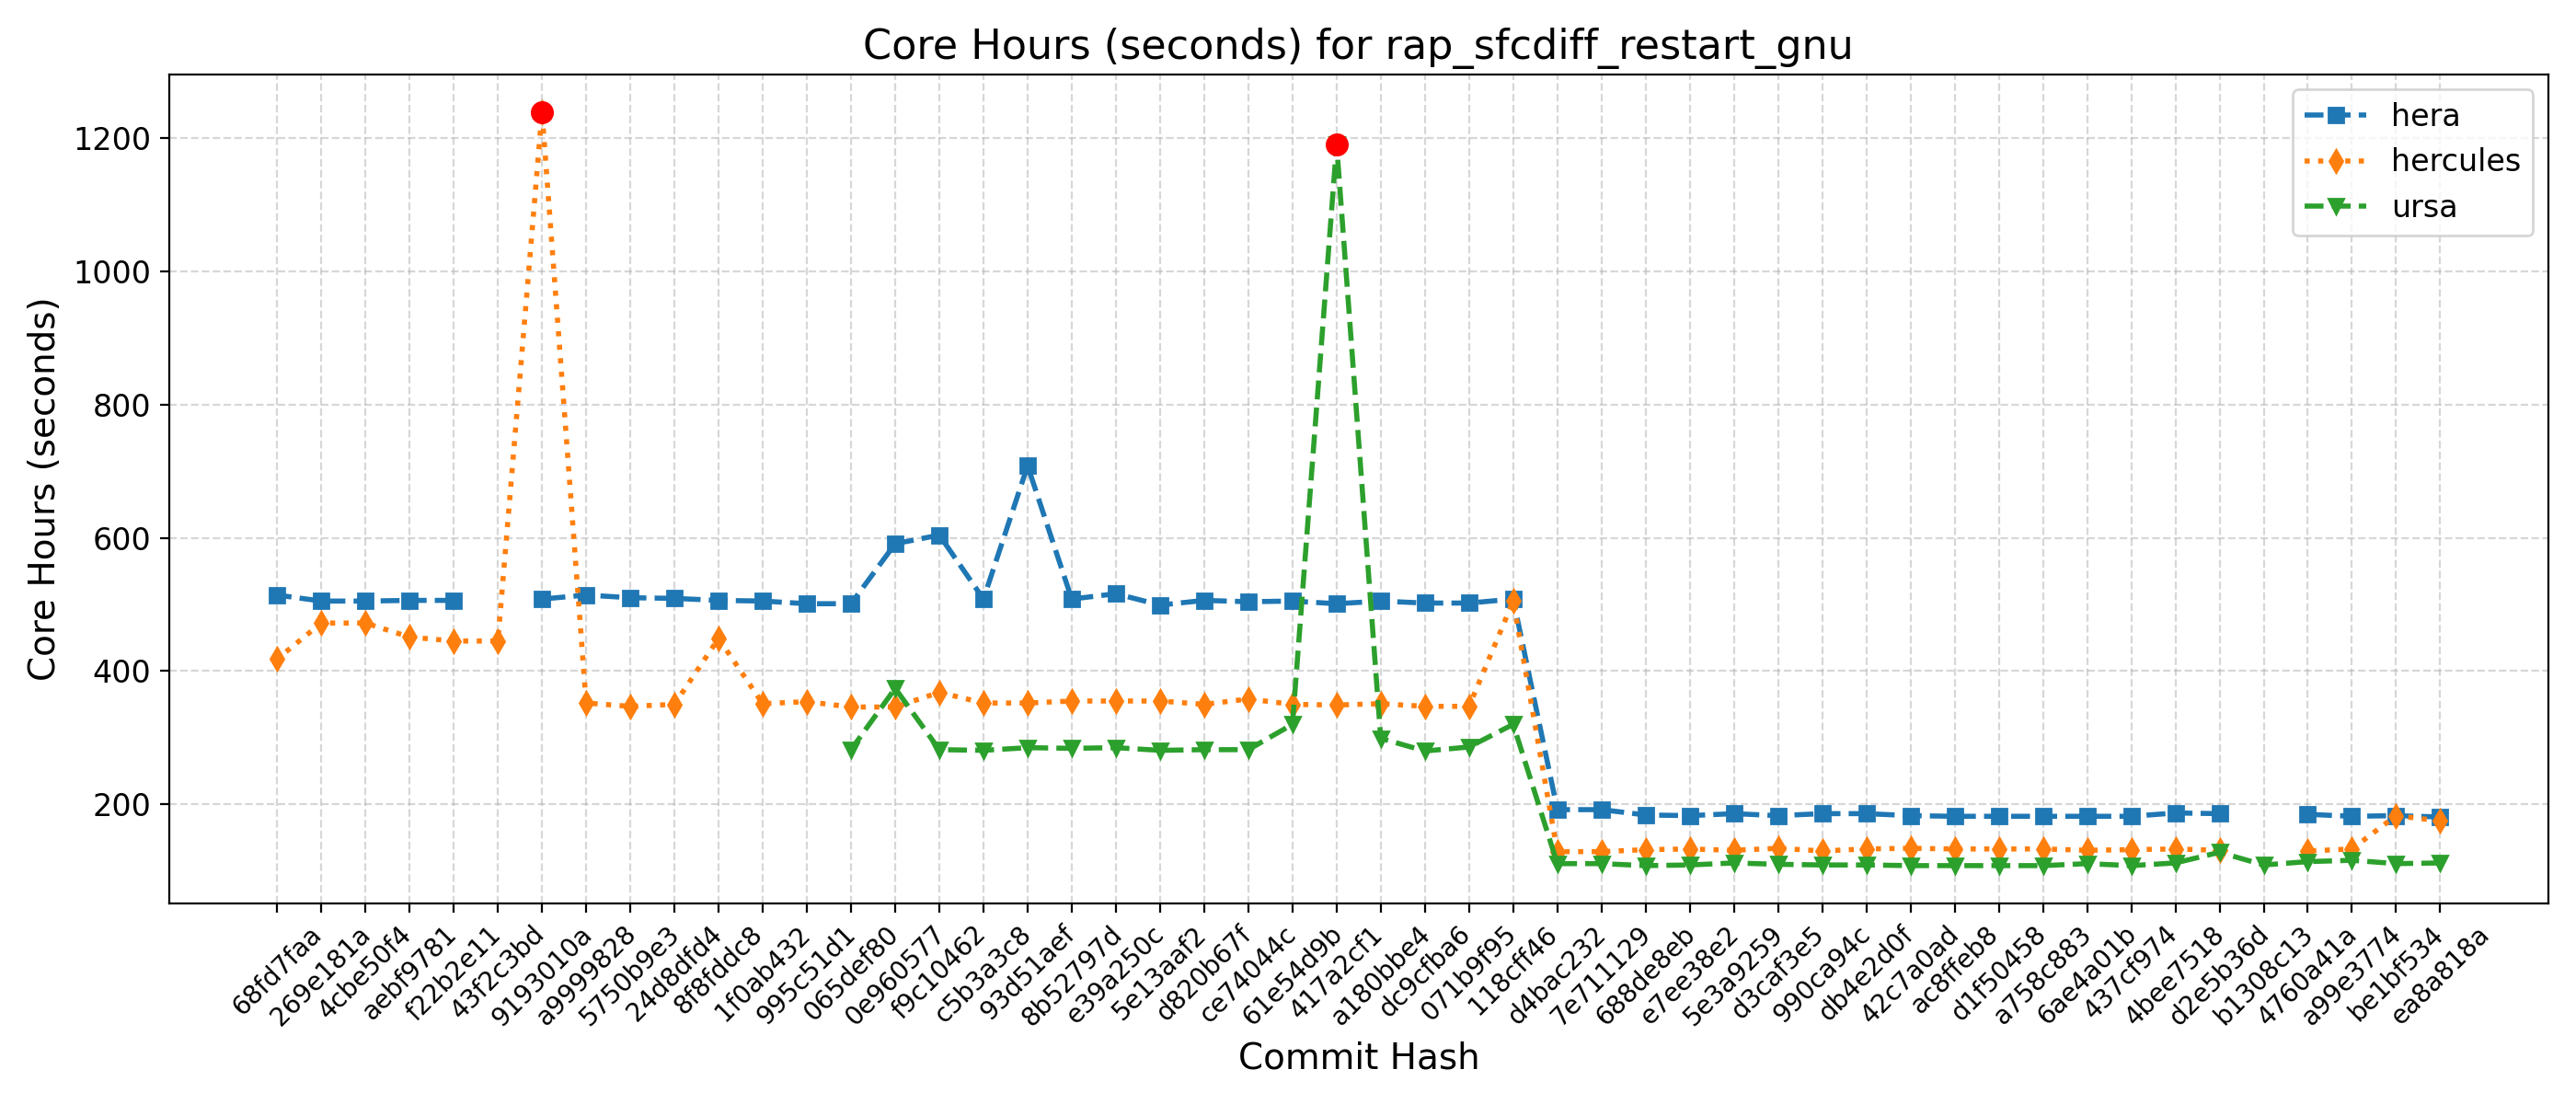 Core Hours (seconds) for rap_sfcdiff_restart_gnu
hera
hercules
ursa
Core Hours (seconds)
1200
1000
800
600
400
200
68fd7faa
269e181a
4cbe50f4
aebf9781
f22b2e11
43f2c3bd
9193010a
a9999828
5750b9e3
24d8dfd4
8f8fddc8
1f0ab432
995c51d1
065def80
0e960577
f9c10462
c5b3a3c8
93d51aef
8b52797d
e39a250c
5e13aaf2
d820b67f
ce74044c
61e54d9b
417a2cf1
a180bbe4
dc9cfba6
071b9f95
118cff46
d4bac232
7e711129
688de8eb
e7ee38e2
5e3a9259
d3caf3e5
990ca94c
db4e2d0f
42c7a0ad
ac8ffeb8
d1f50458
a758c883
6ae4a01b
437cf974
4bee7518
d2e5b36d
b1308c13
4760a41a
a99e3774
be1bf534
ea8a818a
Commit Hash